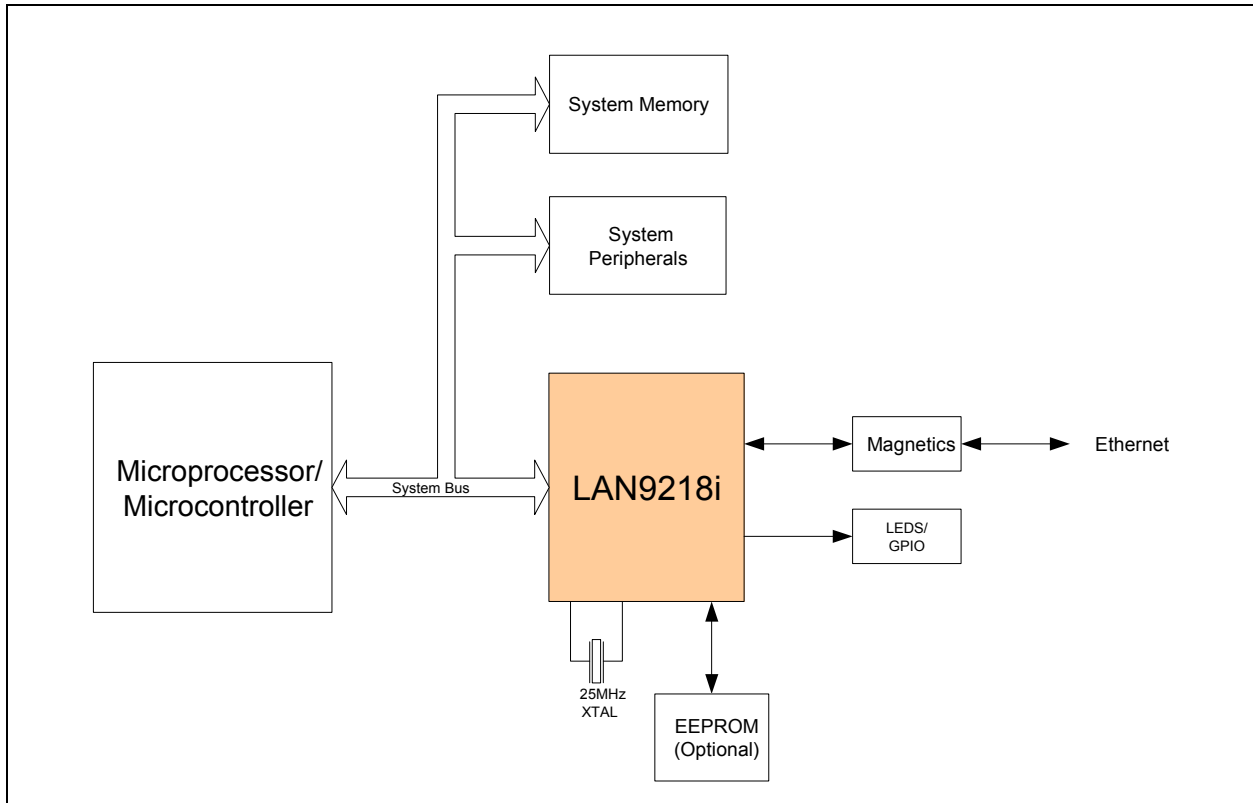 System Memory
System
Peripherals
Microprocessor/
Microcontroller
System Bus
LAN9218i
Magnetics
Ethernet
LEDS/
GPIO
25MHz
XTAL
EEPROM
(Optional)